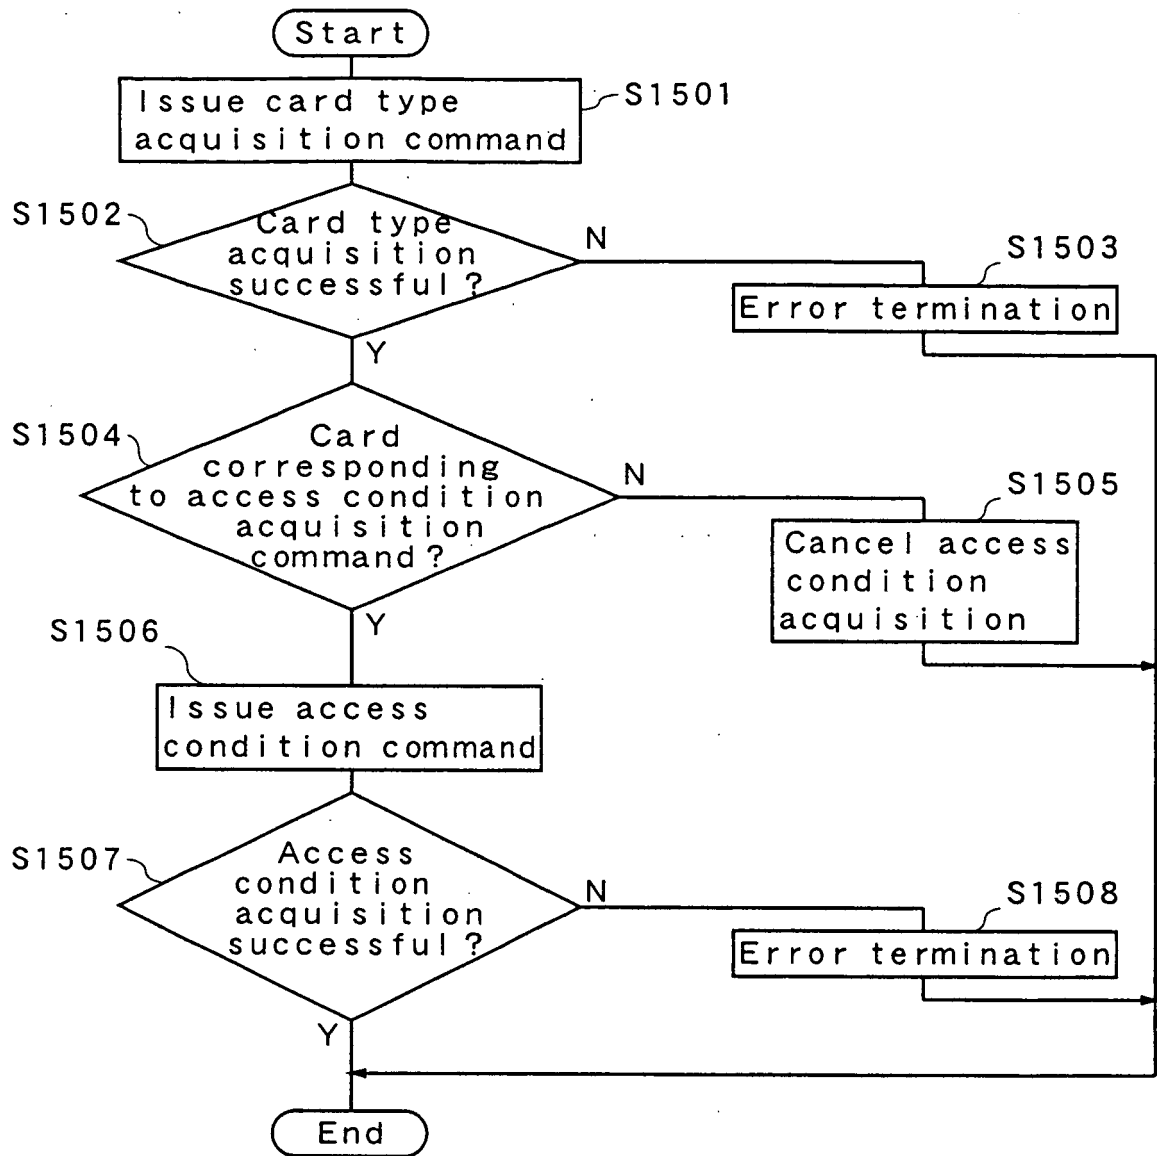 Start
Issue card type
acquisition command
S1501
S1502
Card type
acquisition
successful?
N
S1503
Error termination
Y
S1504
Card
corresponding
to access condition
acquisition
command?
N
S1505
Cancel access
condition
acquisition
Y
S1506
Issue access
condition command
S1507
Access
condition
acquisition
successful?
N
S1508
Error termination
Y
End